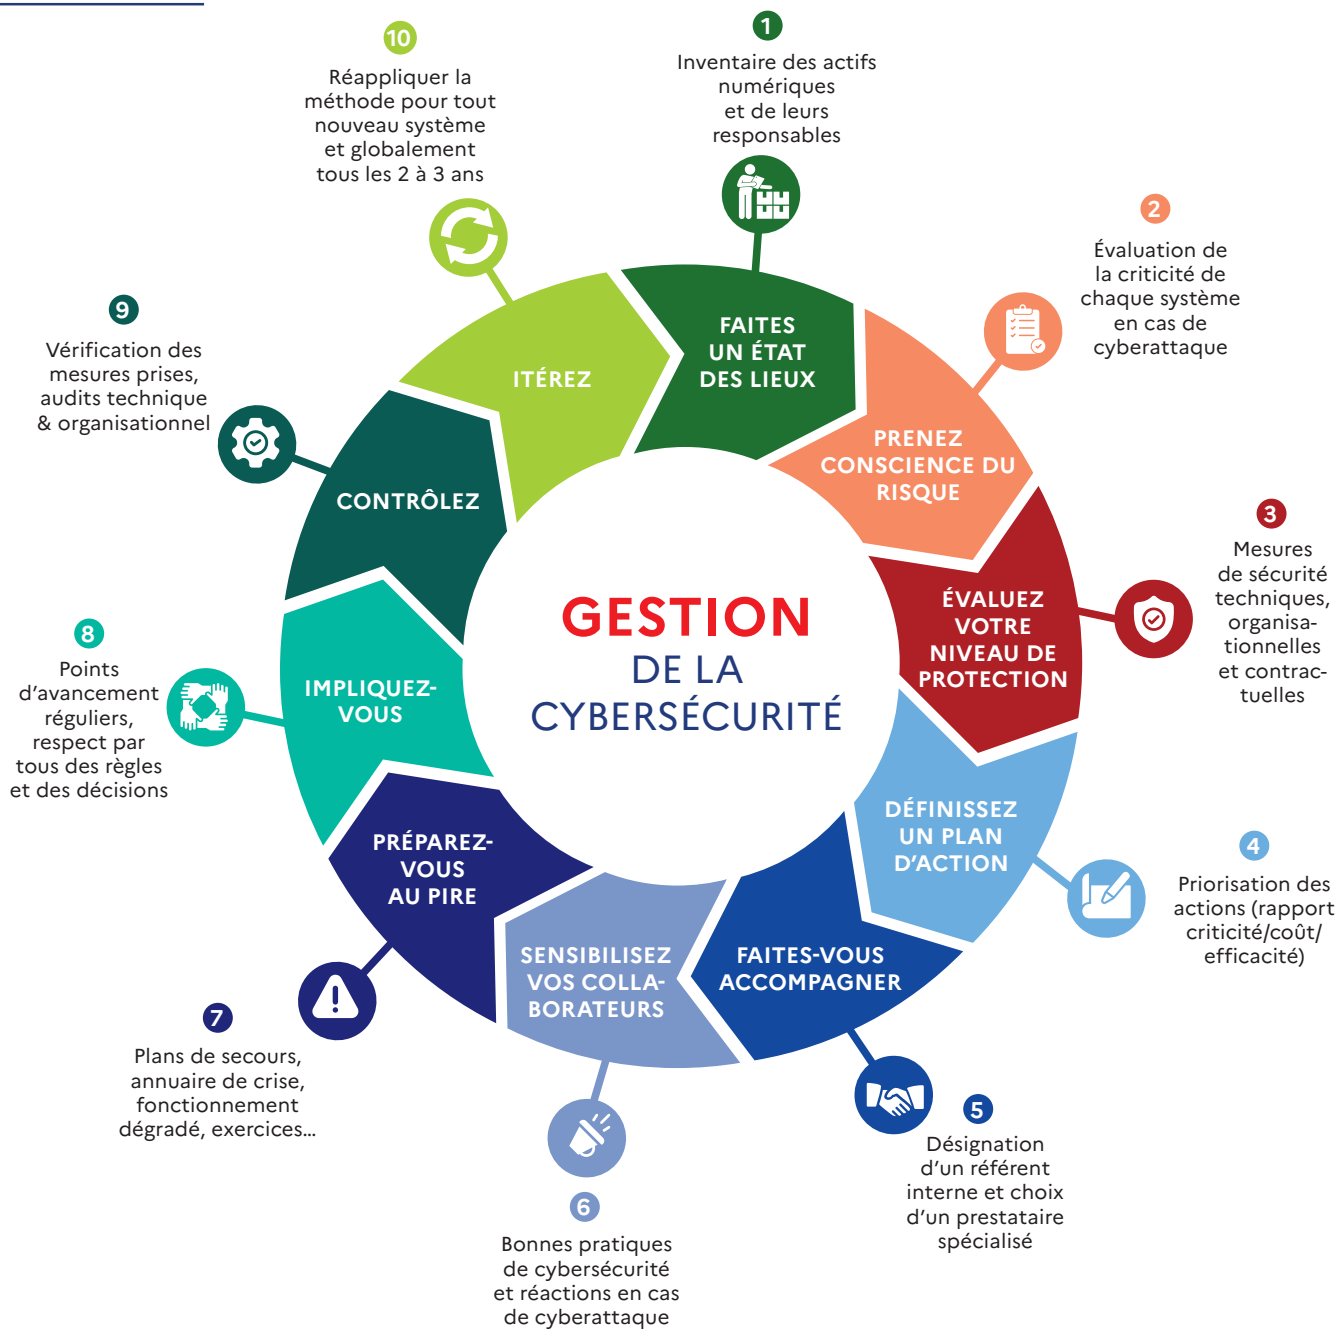 GESTION
DE LA
CYBERSÉCURITÉ
1
Inventaire des actifs
numériques
et de leurs
responsables
FAITES
UN ÉTAT
DES LIEUX
2
Évaluation de
la criticité de
chaque système
en cas de
cyberattaque
PRENEZ
CONSCIENCE DU
RISQUE
3
Mesures
de sécurité
techniques,
organisa-
tionnelles
et contrac-
tuelles
ÉVALUEZ
VOTRE
NIVEAU DE
PROTECTION
4
Priorisation des
actions (rapport
criticité/coût/
efficacité)
DÉFINISSEZ
UN PLAN
D'ACTION
5
Désignation
d'un référent
interne et choix
d'un prestataire
spécialisé
FAITES-VOUS
ACCOMPAGNER
6
Bonnes pratiques
de cybersécurité
et réactions en cas
de cyberattaque
SENSIBILISEZ
VOS COLLA-
BORATEURS
7
Plans de secours,
annuaire de crise,
fonctionnement
dégradé, exercices...
PRÉPAREZ-
VOUS
AU PIRE
8
Points
d'avancement
réguliers,
respect par
tous des règles
et des décisions
IMPLIQUEZ-
VOUS
9
Vérification des
mesures prises,
audits technique
& organisationnel
CONTRÔLEZ
10
Réappliquer la
méthode pour tout
nouveau système
et globalement
tous les 2 à 3 ans
ITÉREZ